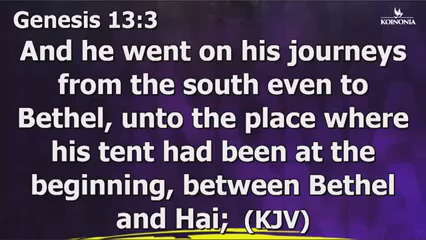 Genesis 13:3
KOINONIA
And he went on his journeys
from the south even to
Bethel, unto the place where
his tent had been at the
beginning, between Bethel
and Hai; (KJV)